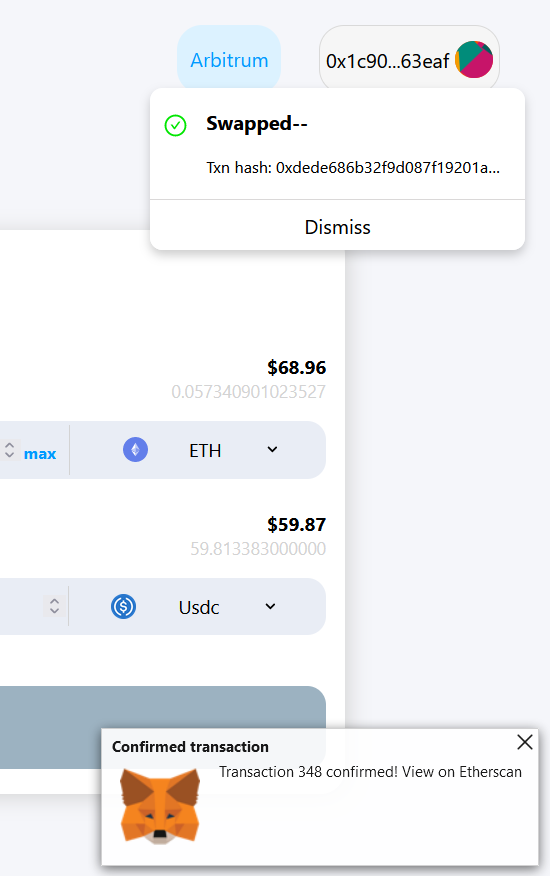 Arbitrum
0x1c90...63eaf
Swapped--
Txn hash: 0xdede686b32f9d087f19201a...
Dismiss
$68.96
0.057340901023527
max
ETH
$59.87
59.813383000000
Usdc
Confirmed transaction
Transaction 348 confirmed! View on Etherscan